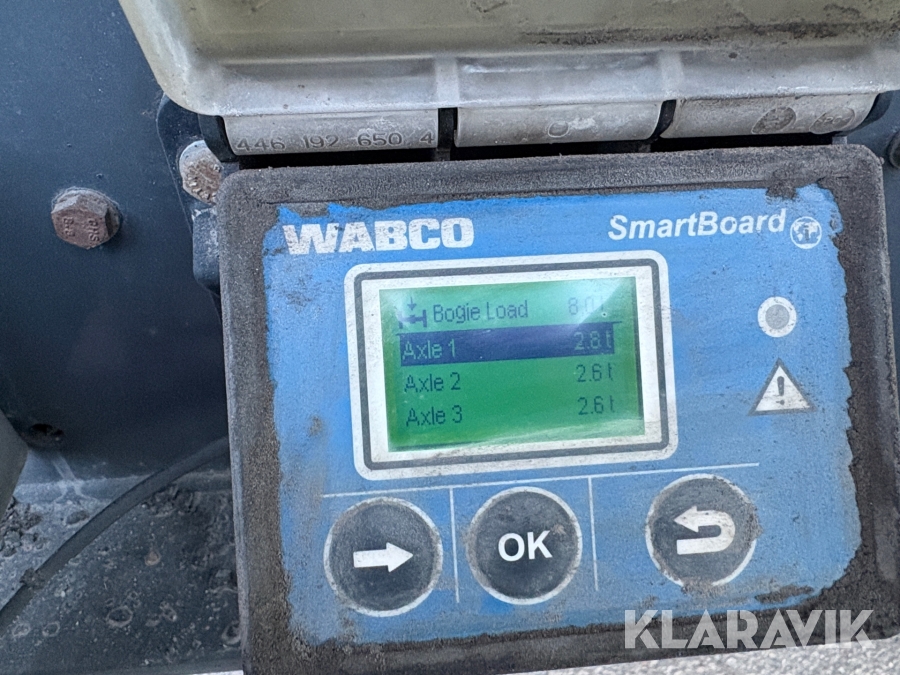 446 192 650 4
WABCO
SmartBoard
Bogie Load 8.0 t
Axle 1 2.8 t
Axle 2 2.6 t
Axle 3 2.6 t
OK
KLARAVIK